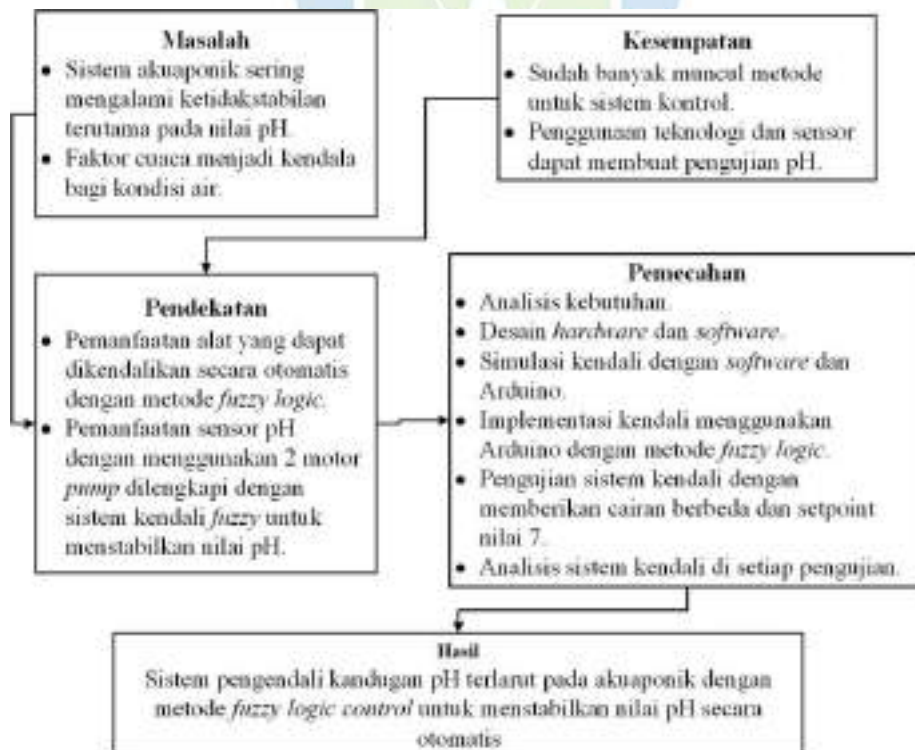 Masalah
• Sistem akuaponik sering
mengalami ketidakstabilan
terutama pada nilai pH.
• Faktor cuaca menjadi kendala
bagi kondisi air.
Kesempatan
• Sudah banyak muncul metode
untuk sistem kontrol.
• Penggunaan teknologi dan sensor
dapat membuat pengujian pH.
Pendekatan
• Pemanfaatan alat yang dapat
dikendalikan secara otomatis
dengan metode fuzzy logic.
• Pemanfaatan sensor pH
dengan menggunakan 2 motor
pump dilengkapi dengan
sistem kendali fuzzy untuk
menstabilkan nilai pH.
Pemecahan
• Analisis kebutuhan.
• Desain hardware dan software.
• Simulasi kendali dengan software dan
Arduino.
• Implementasi kendali menggunakan
Arduino dengan metode fuzzy logic.
• Pengujian sistem kendali dengan
memberikan cairan berbeda dan setpoint
nilai 7.
• Analisis sistem kendali di setiap pengujian.
Hasil
Sistem pengendali kandugan pH terlarut pada akuaponik dengan
metode fuzzy logic control untuk menstabilkan nilai pH secara
otomatis